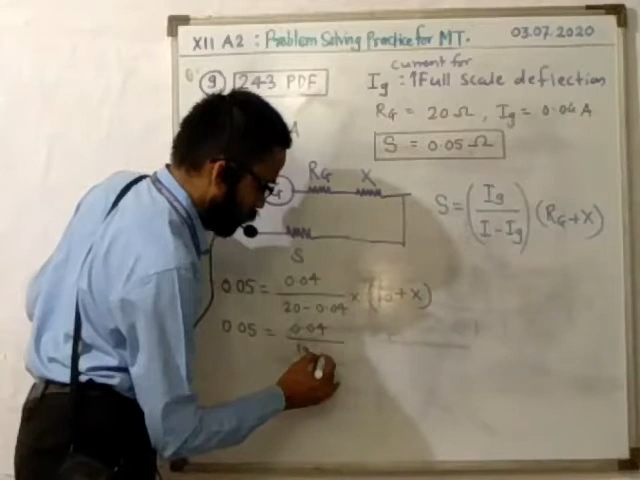 XII A2 : Problem Solving Practice for MT. 03.07.2020
current for
9 243 PDF Ig : ↑Full scale deflection
RG = 20Ω , Ig = 0.04 A
A
S = 0.05 Ω
RG X
G
S = (Ig / I - Ig) (RG + X)
S
0.05 = 0.04 / 20 - 0.04 × ( + X)
0.05 = 0.04 /